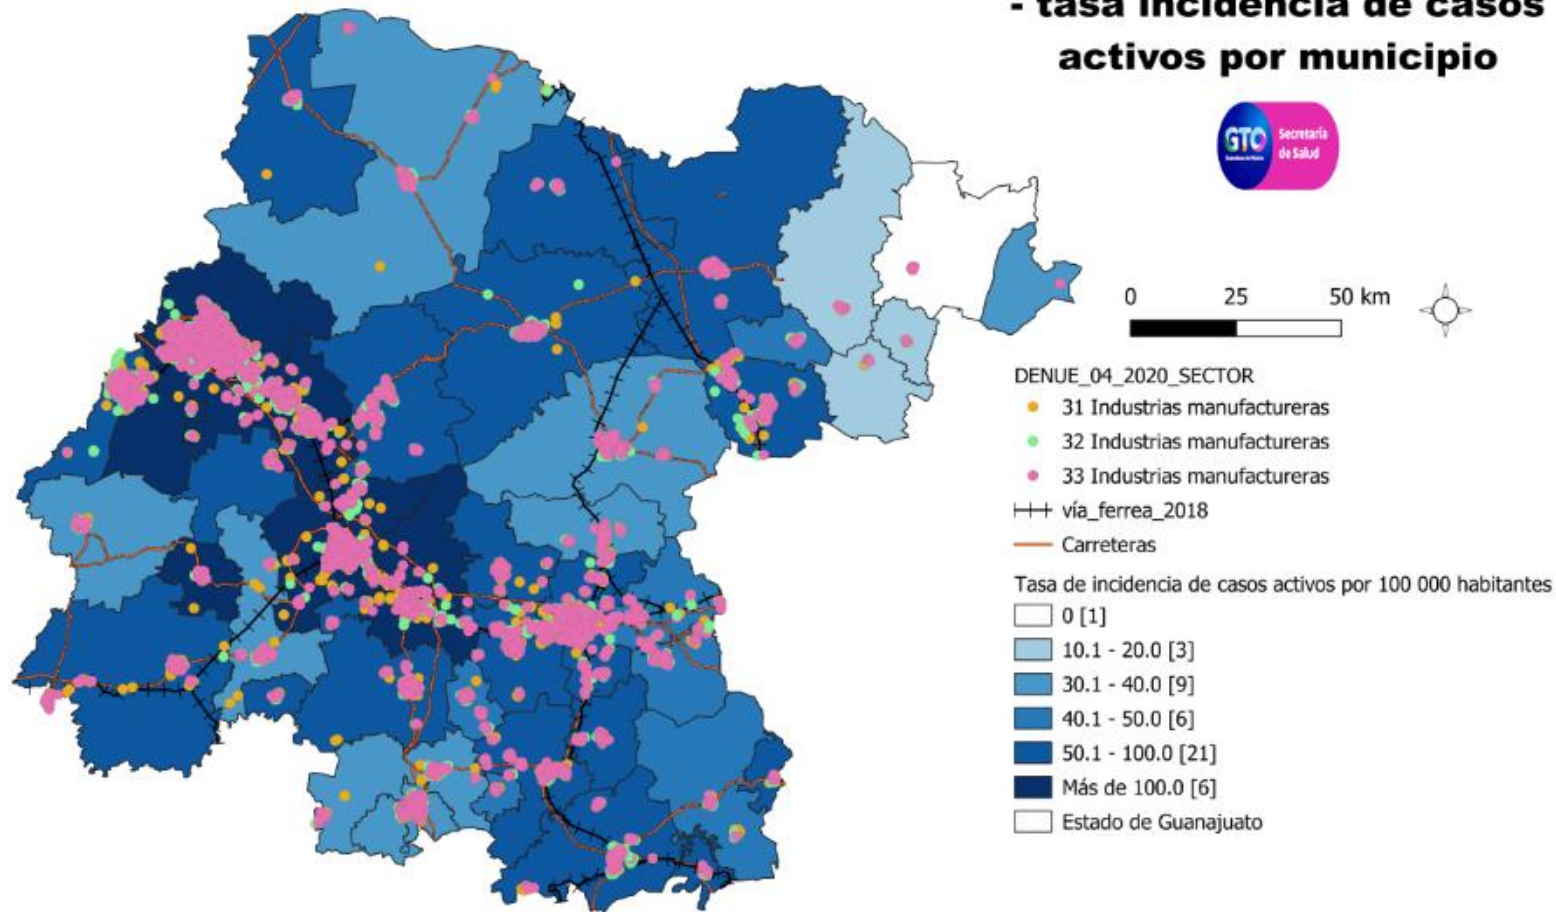 - tasa incidencia de casos
activos por municipio
GTO
Secretaría
de Salud
0 25 50 km
DENUE_04_2020_SECTOR
31 Industrias manufactureras
32 Industrias manufactureras
33 Industrias manufactureras
vía_ferrea_2018
Carreteras
Tasa de incidencia de casos activos por 100 000 habitantes
0 [1]
10.1 - 20.0 [3]
30.1 - 40.0 [9]
40.1 - 50.0 [6]
50.1 - 100.0 [21]
Más de 100.0 [6]
Estado de Guanajuato